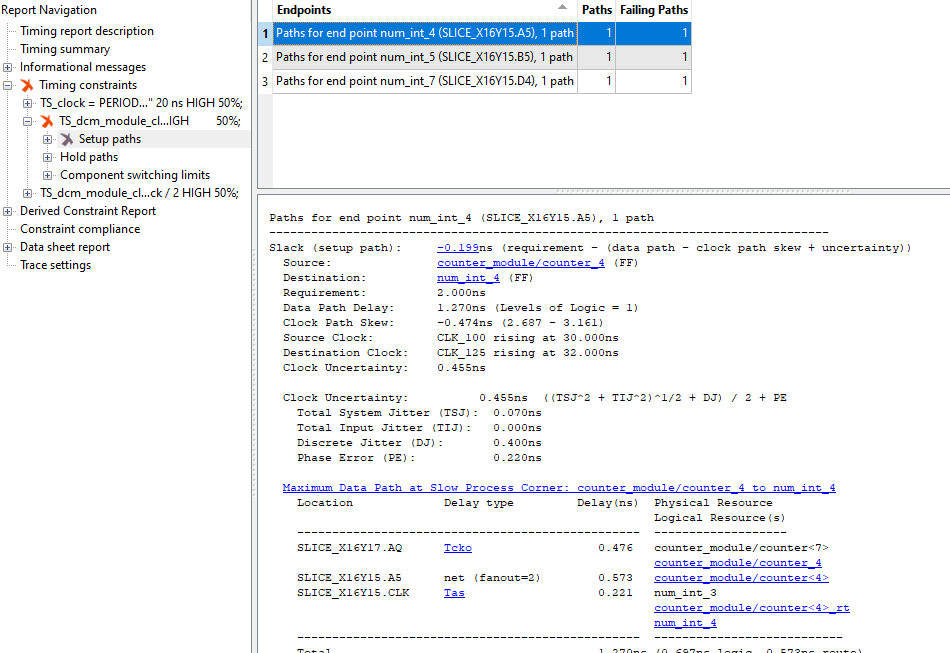 Report Navigation
Timing report description
Timing summary
Informational messages
Timing constraints
TS_clock = PERIOD..." 20 ns HIGH 50%;
TS_dcm_module_cl...IGH 50%;
Setup paths
Hold paths
Component switching limits
TS_dcm_module_cl...ck / 2 HIGH 50%;
Derived Constraint Report
Constraint compliance
Data sheet report
Trace settings
Endpoints Paths Failing Paths
1 Paths for end point num_int_4 (SLICE_X16Y15.A5), 1 path 1 1
2 Paths for end point num_int_5 (SLICE_X16Y15.B5), 1 path 1 1
3 Paths for end point num_int_7 (SLICE_X16Y15.D4), 1 path 1 1
Paths for end point num_int_4 (SLICE_X16Y15.A5), 1 path
--------------------------------------------------------------------------------
Slack (setup path): -0.199ns (requirement - (data path - clock path skew + uncertainty))
Source: counter_module/counter_4 (FF)
Destination: num_int_4 (FF)
Requirement: 2.000ns
Data Path Delay: 1.270ns (Levels of Logic = 1)
Clock Path Skew: -0.474ns (2.687 - 3.161)
Source Clock: CLK_100 rising at 30.000ns
Destination Clock: CLK_125 rising at 32.000ns
Clock Uncertainty: 0.455ns
Clock Uncertainty: 0.455ns ((TSJ^2 + TIJ^2)^1/2 + DJ) / 2 + PE
Total System Jitter (TSJ): 0.070ns
Total Input Jitter (TIJ): 0.000ns
Discrete Jitter (DJ): 0.400ns
Phase Error (PE): 0.220ns
Maximum Data Path at Slow Process Corner: counter_module/counter_4 to num_int_4
Location Delay type Delay(ns) Physical Resource
Logical Resource(s)
------------------------------------------------- -------------------
SLICE_X16Y17.AQ Tcko 0.476 counter_module/counter<7>
counter_module/counter_4
SLICE_X16Y15.A5 net (fanout=2) 0.573 counter_module/counter<4>
SLICE_X16Y15.CLK Tas 0.221 num_int_3
counter_module/counter<4>_rt
num_int_4
------------------------------------------------- ---------------------------
Total 1.270ns (0.697ns logic, 0.573ns route)